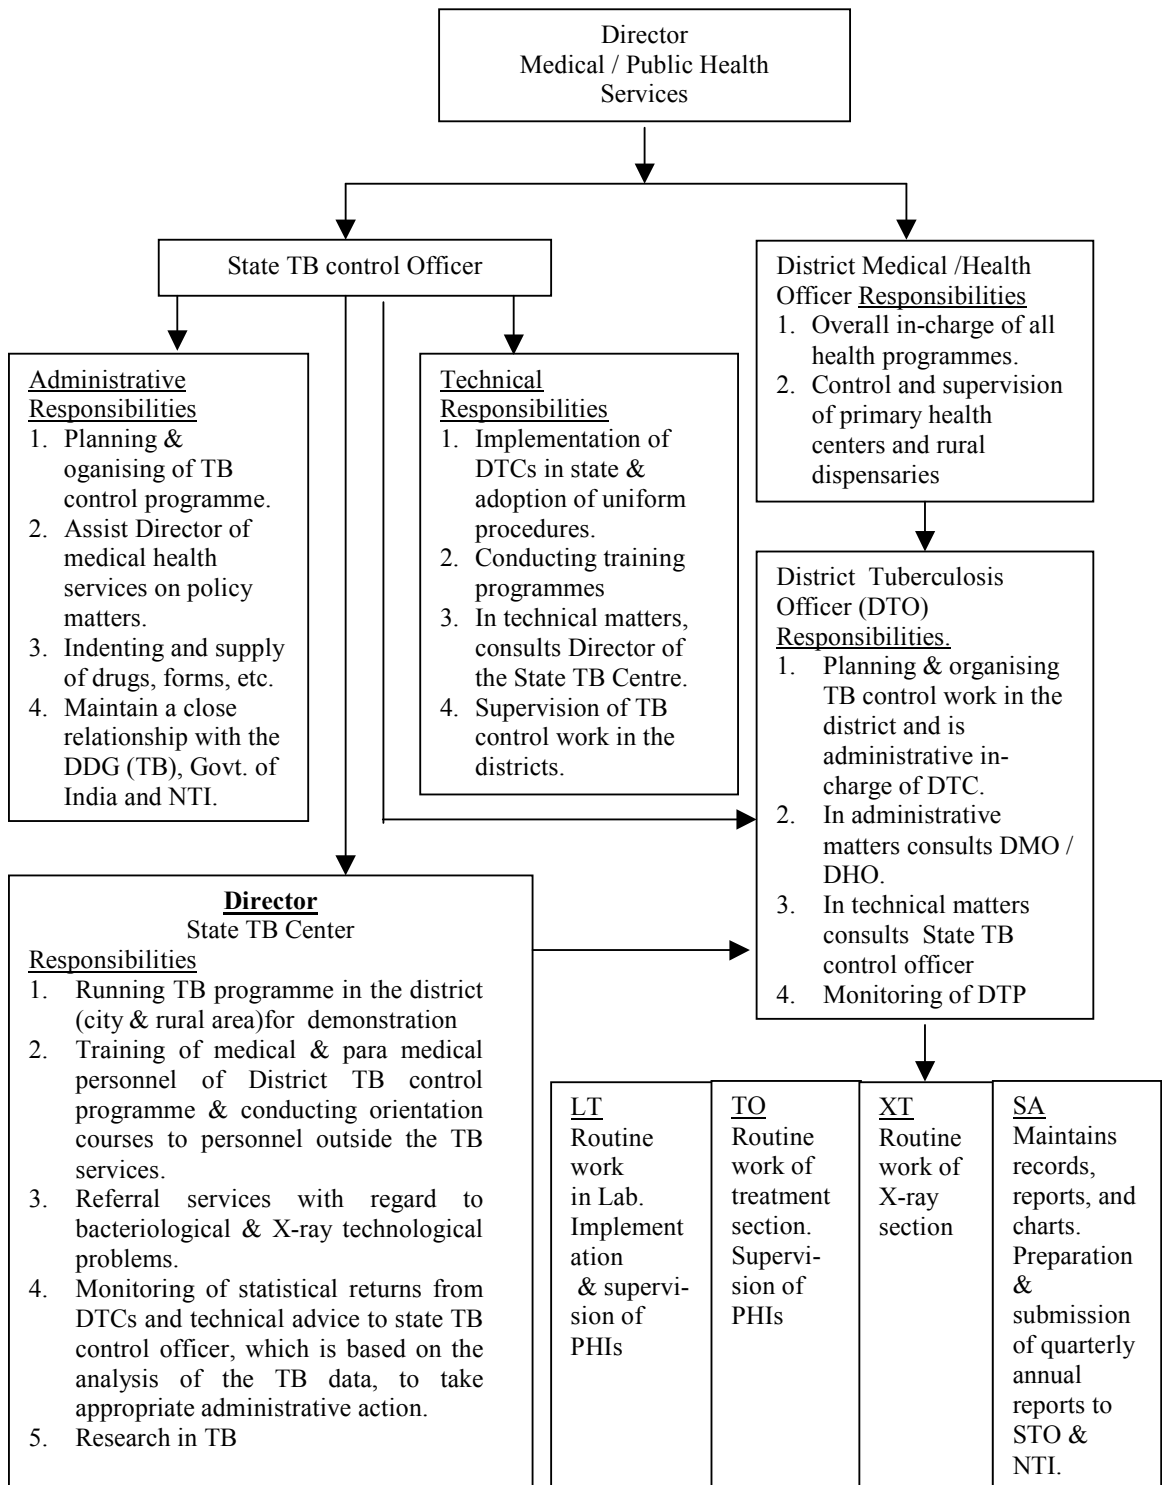 Director
Medical / Public Health
Services
State TB control Officer
District Medical /Health
Officer Responsibilities
1. Overall in-charge of all
health programmes.
2. Control and supervision
of primary health
centers and rural
dispensaries
Administrative
Responsibilities
1. Planning &
oganising of TB
control programme.
2. Assist Director of
medical health
services on policy
matters.
3. Indenting and supply
of drugs, forms, etc.
4. Maintain a close
relationship with the
DDG (TB), Govt. of
India and NTI.
Technical
Responsibilities
1. Implementation of
DTCs in state &
adoption of uniform
procedures.
2. Conducting training
programmes
3. In technical matters,
consults Director of
the State TB Centre.
4. Supervision of TB
control work in the
districts.
District Tuberculosis
Officer (DTO)
Responsibilities.
1. Planning & organising
TB control work in the
district and is
administrative in-
charge of DTC.
2. In administrative
matters consults DMO /
DHO.
3. In technical matters
consults State TB
control officer
4. Monitoring of DTP
Director
State TB Center
Responsibilities
1. Running TB programme in the district
(city & rural area)for demonstration
2. Training of medical & para medical
personnel of District TB control
programme & conducting orientation
courses to personnel outside the TB
services.
3. Referral services with regard to
bacteriological & X-ray technological
problems.
4. Monitoring of statistical returns from
DTCs and technical advice to state TB
control officer, which is based on the
analysis of the TB data, to take
appropriate administrative action.
5. Research in TB
LT
Routine
work
in Lab.
Implement
ation
& supervi-
sion of
PHIs
TO
Routine
work of
treatment
section.
Supervi-
sion of
PHIs
XT
Routine
work of
X-ray
section
SA
Maintains
records,
reports, and
charts.
Preparation
&
submission
of quarterly
annual
reports to
STO &
NTI.